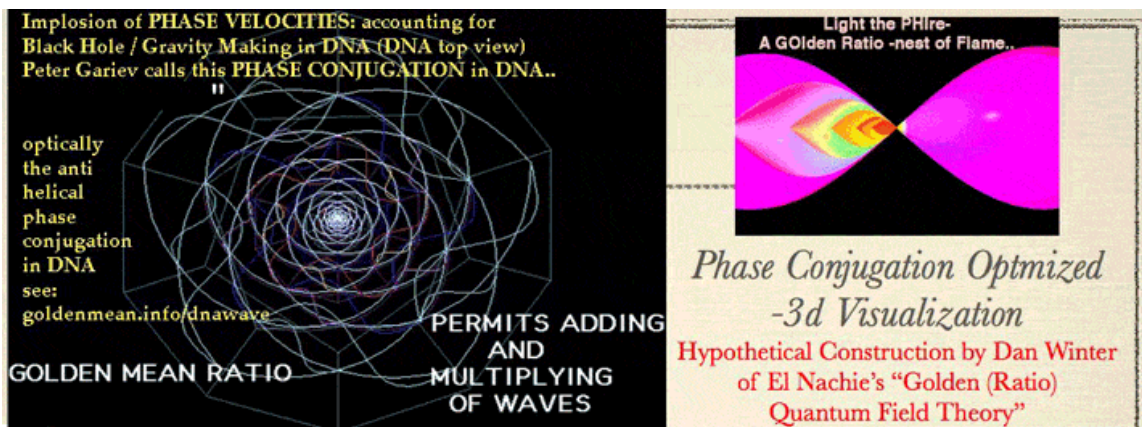 Implosion of PHASE VELOCITIES: accounting for
Black Hole / Gravity Making in DNA (DNA top view)
Peter Gariev calls this PHASE CONJUGATION in DNA..
"
optically
the anti
helical
phase
conjugation
in DNA
see:
goldenmean.info/dnawave
GOLDEN MEAN RATIO
PERMITS ADDING
AND
MULTIPLYING
OF WAVES
Light the PHIre-
A GOlden Ratio -nest of Flame..
Phase Conjugation Optmized
-3d Visualization
Hypothetical Construction by Dan Winter
of El Nachie's “Golden (Ratio)
Quantum Field Theory”